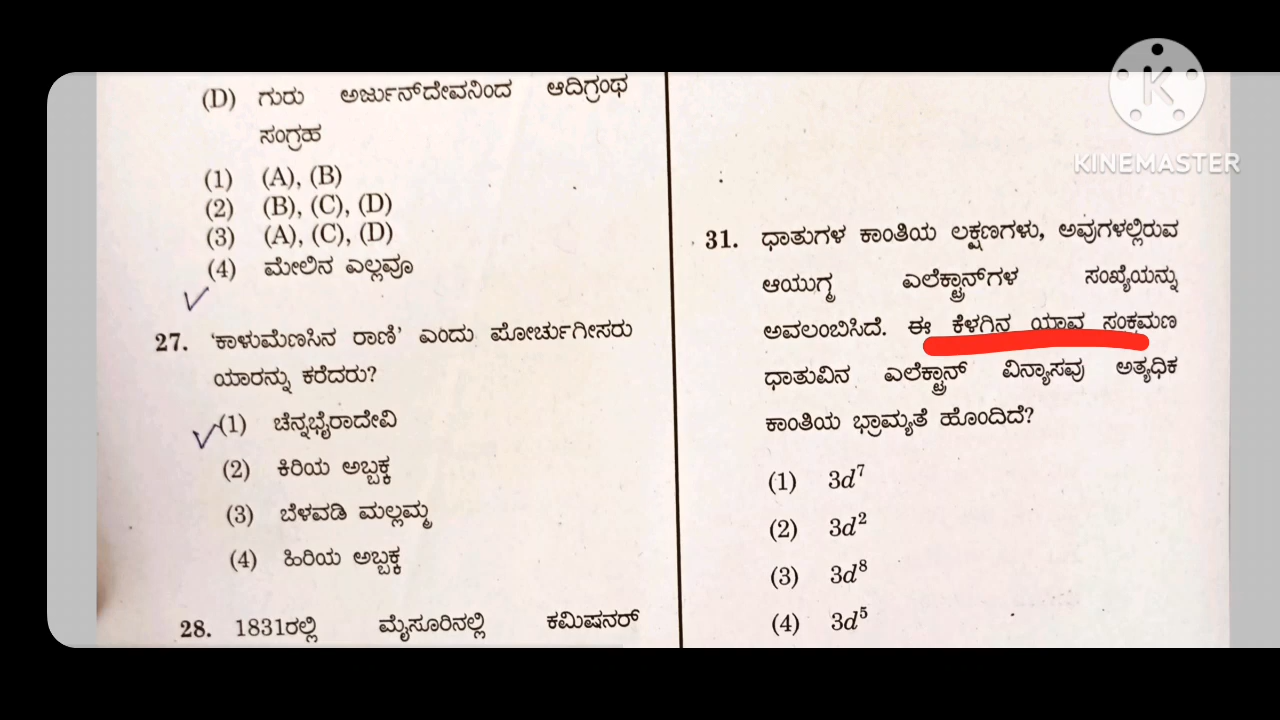 (D) ಗುರು ಅರ್ಜುನ್‌ದೇವನಿಂದ ಆದಿಗ್ರಂಥ
ಸಂಗ್ರಹ
(1) (A), (B)
(2) (B), (C), (D)
(3) (A), (C), (D)
(4) ಮೇಲಿನ ಎಲ್ಲವೂ
27. 'ಕಾಳುಮೆಣಸಿನ ರಾಣಿ' ಎಂದು ಪೋರ್ಚುಗೀಸರು
ಯಾರನ್ನು ಕರೆದರು?
(1) ಚೆನ್ನಭೈರಾದೇವಿ
(2) ಕಿರಿಯ ಅಬ್ಬಕ್ಕ
(3) ಬೆಳವಡಿ ಮಲ್ಲಮ್ಮ
(4) ಹಿರಿಯ ಅಬ್ಬಕ್ಕ
28. 1831ರಲ್ಲಿ ಮೈಸೂರಿನಲ್ಲಿ ಕಮಿಷನರ್
K
KINEMASTER
31. ಧಾತುಗಳ ಕಾಂತಿಯ ಲಕ್ಷಣಗಳು, ಅವುಗಳಲ್ಲಿರುವ
ಆಯುಗ್ಮ ಎಲೆಕ್ಟ್ರಾನ್‌ಗಳ ಸಂಖ್ಯೆಯನ್ನು
ಅವಲಂಬಿಸಿದೆ. ಈ ಕೆಳಗಿನ ಯಾವ ಸಂಕ್ರಮಣ
ಧಾತುವಿನ ಎಲೆಕ್ಟ್ರಾನ್ ವಿನ್ಯಾಸವು ಅತ್ಯಧಿಕ
ಕಾಂತಿಯ ಭ್ರಾಮ್ಯತೆ ಹೊಂದಿದೆ?
(1) 3d⁷
(2) 3d²
(3) 3d⁸
(4) 3d⁵